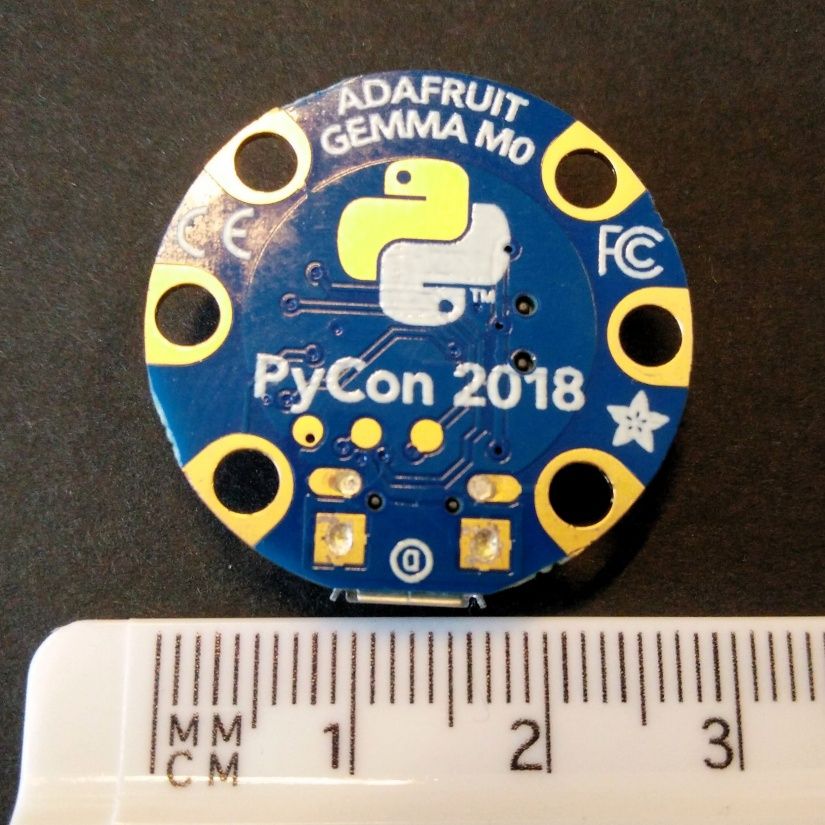 ADAFRUIT
GEMMA M0
CE FC
TM
PyCon 2018
1 2 3
MM
CM